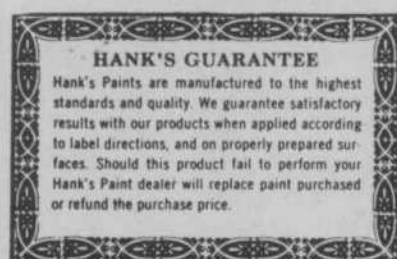 HANK'S GUARANTEE
Hank's Paints are manufactured to the highest
standards and quality. We guarantee satisfactory
results with our products when applied according
to label directions, and on properly prepared sur-
faces. Should this product fail to perform your
Hank's Paint dealer will replace paint purchased
or refund the purchase price.